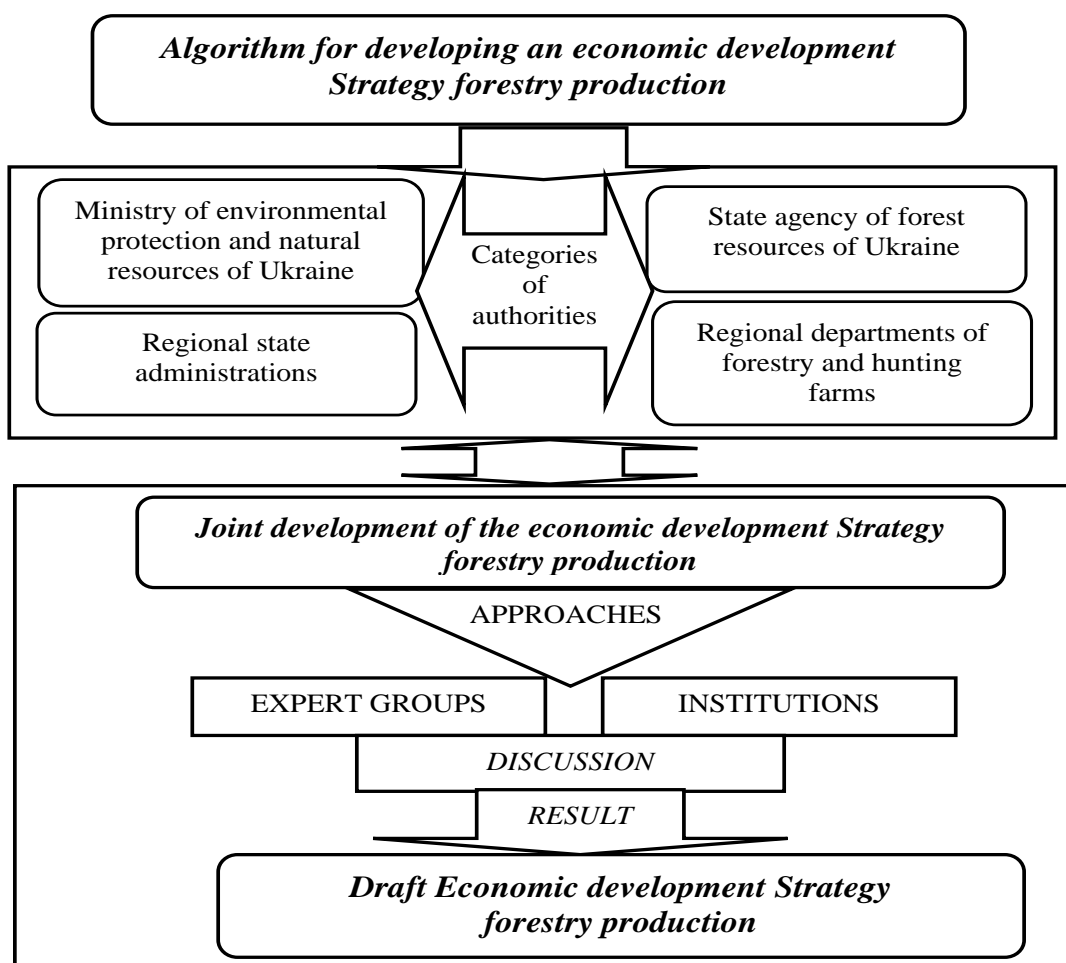 Algorithm for developing an economic development
Strategy forestry production
Ministry of environmental
protection and natural
resources of Ukraine
State agency of forest
resources of Ukraine
Categories
of
authorities
Regional state
administrations
Regional departments of
forestry and hunting
farms
Joint development of the economic development Strategy
forestry production
APPROACHES
EXPERT GROUPS
INSTITUTIONS
DISCUSSION
RESULT
Draft Economic development Strategy
forestry production